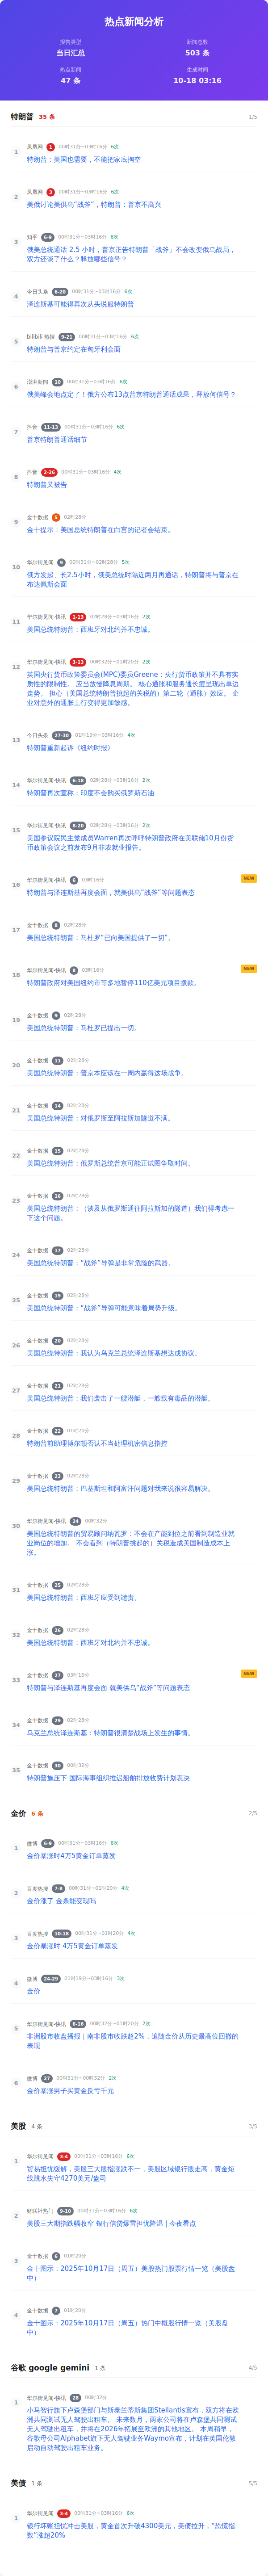 热点新闻分析
报告类型
当日汇总
新闻总数
503 条
热点新闻
47 条
生成时间
10-18 03:16
特朗普 35 条 1/5
1
凤凰网 1 00时31分~03时16分 6次
特朗普：美国也需要，不能把家底掏空
2
凤凰网 3 00时31分~03时16分 6次
美俄讨论美供乌“战斧”，特朗普：普京不高兴
3
知乎 6-9 00时31分~03时16分 6次
俄美总统通话 2.5 小时，普京正告特朗普「战斧」不会改变俄乌战局，
双方还谈了什么？释放哪些信号？
4
今日头条 6-20 00时31分~03时16分 6次
泽连斯基可能得再次从头说服特朗普
5
bilibili 热搜 9-21 00时31分~03时16分 6次
特朗普与普京约定在匈牙利会面
6
澎湃新闻 10 00时31分~03时16分 6次
俄美峰会地点定了！俄方公布13点普京特朗普通话成果，释放何信号？
7
抖音 11-13 00时31分~03时16分 6次
普京特朗普通话细节
8
抖音 2-26 00时31分~03时16分 4次
特朗普又被告
9
金十数据 5 02时28分
金十提示：美国总统特朗普在白宫的记者会结束。
10
华尔街见闻 9 00时31分~02时28分 5次
俄方发起、长2.5小时，俄美总统时隔近两月再通话，特朗普将与普京在
布达佩斯会面
11
华尔街见闻-快讯 1-13 02时28分~03时16分 2次
美国总统特朗普：西班牙对北约并不忠诚。
12
华尔街见闻-快讯 3-13 00时32分~01时20分 2次
英国央行货币政策委员会(MPC)委员Greene：央行货币政策并不具有实
质性的限制性。 应当放慢降息周期。 核心通胀和服务通长痘呈现出单边
走势。 担心（美国总统特朗普挑起的关税的）第二轮（通胀）效应。 企
业对意外的通胀上行变得更加敏感。
13
今日头条 27-30 01时19分~03时16分 4次
特朗普重新起诉《纽约时报》
14
华尔街见闻-快讯 6-18 02时28分~03时16分 2次
特朗普再次宣称：印度不会购买俄罗斯石油
15
华尔街见闻-快讯 8-20 02时28分~03时16分 2次
美国参议院民主党成员Warren再次呼呼特朗普政府在美联储10月份货
币政策会议之前发布9月非农就业报告。
16
华尔街见闻-快讯 6 03时16分 NEW
特朗普与泽连斯基再度会面，就美供乌“战斧”等问题表态
17
金十数据 8 02时28分
美国总统特朗普：马杜罗“已向美国提供了一切”。
18
华尔街见闻-快讯 8 03时16分 NEW
特朗普政府对美国纽约市等多地暂停110亿美元项目拨款。
19
金十数据 9 02时28分
美国总统特朗普：马杜罗已提出一切。
20
金十数据 11 02时28分
美国总统特朗普：普京本应该在一周内赢得这场战争。
21
金十数据 14 02时28分
美国总统特朗普：对俄罗斯至阿拉斯加隧道不满。
22
金十数据 15 02时28分
美国总统特朗普：俄罗斯总统普京可能正试图争取时间。
23
金十数据 16 02时28分
美国总统特朗普：（谈及从俄罗斯通往阿拉斯加的隧道）我们得考虑一
下这个问题。
24
金十数据 17 02时28分
美国总统特朗普：“战斧”导弹是非常危险的武器。
25
金十数据 19 02时28分
美国总统特朗普：“战斧”导弹可能意味着局势升级。
26
金十数据 20 02时28分
美国总统特朗普：我认为乌克兰总统泽连斯基想达成协议。
27
金十数据 21 02时28分
美国总统特朗普：我们袭击了一艘潜艇，一艘载有毒品的潜艇。
28
金十数据 22 01时20分
特朗普前助理博尔顿否认不当处理机密信息指控
29
金十数据 23 02时28分
美国总统特朗普：巴基斯坦和阿富汗问题对我来说很容易解决。
30
华尔街见闻-快讯 24 00时32分
美国总统特朗普的贸易顾问纳瓦罗：不会在产能到位之前看到制造业就
业岗位的增加。 不会看到（特朗普挑起的）关税造成美国制造成本上
涨。
31
金十数据 25 02时28分
美国总统特朗普：西班牙应受到谴责。
32
金十数据 26 02时28分
美国总统特朗普：西班牙对北约并不忠诚。
33
金十数据 27 03时16分 NEW
特朗普与泽连斯基再度会面 就美供乌“战斧”等问题表态
34
金十数据 29 02时28分
乌克兰总统泽连斯基：特朗普很清楚战场上发生的事情。
35
金十数据 30 00时32分
特朗普施压下 国际海事组织推迟船舶排放收费计划表决
金价 6 条 2/5
1
微博 6-9 00时31分~03时16分 6次
金价暴涨时4万5黄金订单蒸发
2
百度热搜 7-8 00时31分~01时20分 4次
金价涨了 金条能变现吗
3
百度热搜 10-18 00时31分~01时20分 4次
金价暴涨时 4万5黄金订单蒸发
4
微博 24-29 01时19分~03时16分 3次
金价
5
华尔街见闻-快讯 6-16 00时32分~01时20分 2次
非洲股市收盘播报｜南非股市收跌超2%，追随金价从历史最高位回撤的
表现
6
微博 27 00时31分~00时32分 2次
金价暴涨男子买黄金反亏千元
美股 4 条 3/5
1
华尔街见闻 3-4 00时31分~03时16分 6次
贸易担忧缓解，美股三大股指涨跌不一，美股区域银行股走高，黄金短
线跳水失守4270美元/盎司
2
财联社热门 9-10 00时31分~03时16分 6次
美股三大期指跌幅收窄 银行信贷爆雷担忧降温 | 今夜看点
3
金十数据 6 01时20分
金十图示：2025年10月17日（周五）美股热门股票行情一览（美股盘
中）
4
金十数据 7 01时20分
金十图示：2025年10月17日（周五）热门中概股行情一览（美股盘
中）
谷歌 google gemini 1 条 4/5
1
华尔街见闻-快讯 28 00时32分
小马智行旗下卢森堡部门与斯泰兰蒂斯集团Stellantis宣布，双方将在欧
洲共同测试无人驾驶出租车。 未来数月，两家公司将在卢森堡共同测试
无人驾驶出租车，并将在2026年拓展至欧洲的其他地区。 本周稍早，
谷歌母公司Alphabet旗下无人驾驶业务Waymo宣布，计划在英国伦敦
启动自动驾驶出租车业务。
美债 1 条 5/5
1
华尔街见闻 3-4 00时31分~03时16分 6次
银行坏账担忧冲击美股，黄金首次升破4300美元，美债拉升，“恐慌指
数”涨超20%